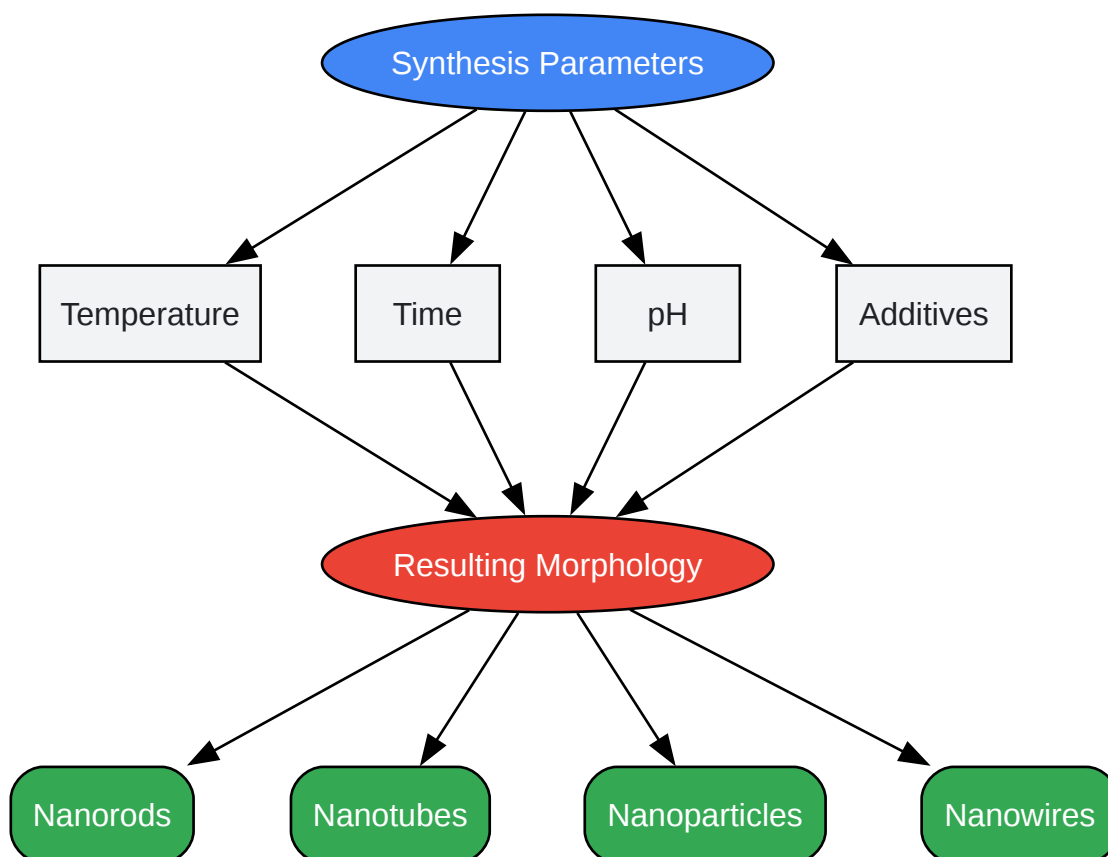 Synthesis Parameters
Temperature
Time
pH
Additives
Resulting Morphology
Nanorods
Nanotubes
Nanoparticles
Nanowires